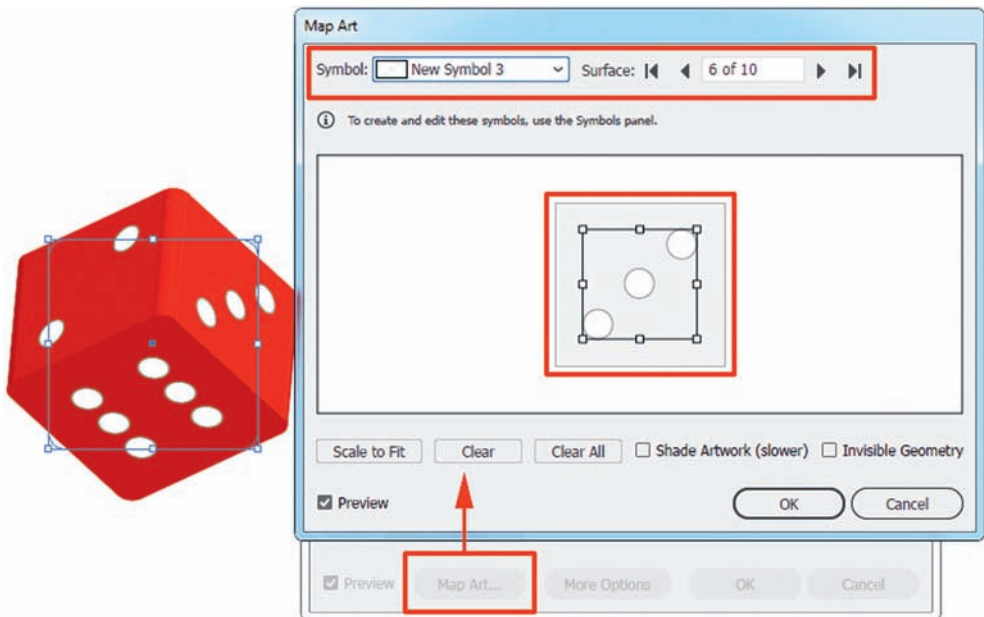 Map Art
Symbol: New Symbol 3 Surface: 6 of 10
To create and edit these symbols, use the Symbols panel.
Scale to Fit Clear Clear All Shade Artwork (slower) Invisible Geometry
Preview OK Cancel
Preview Map Art... More Options OK Cancel